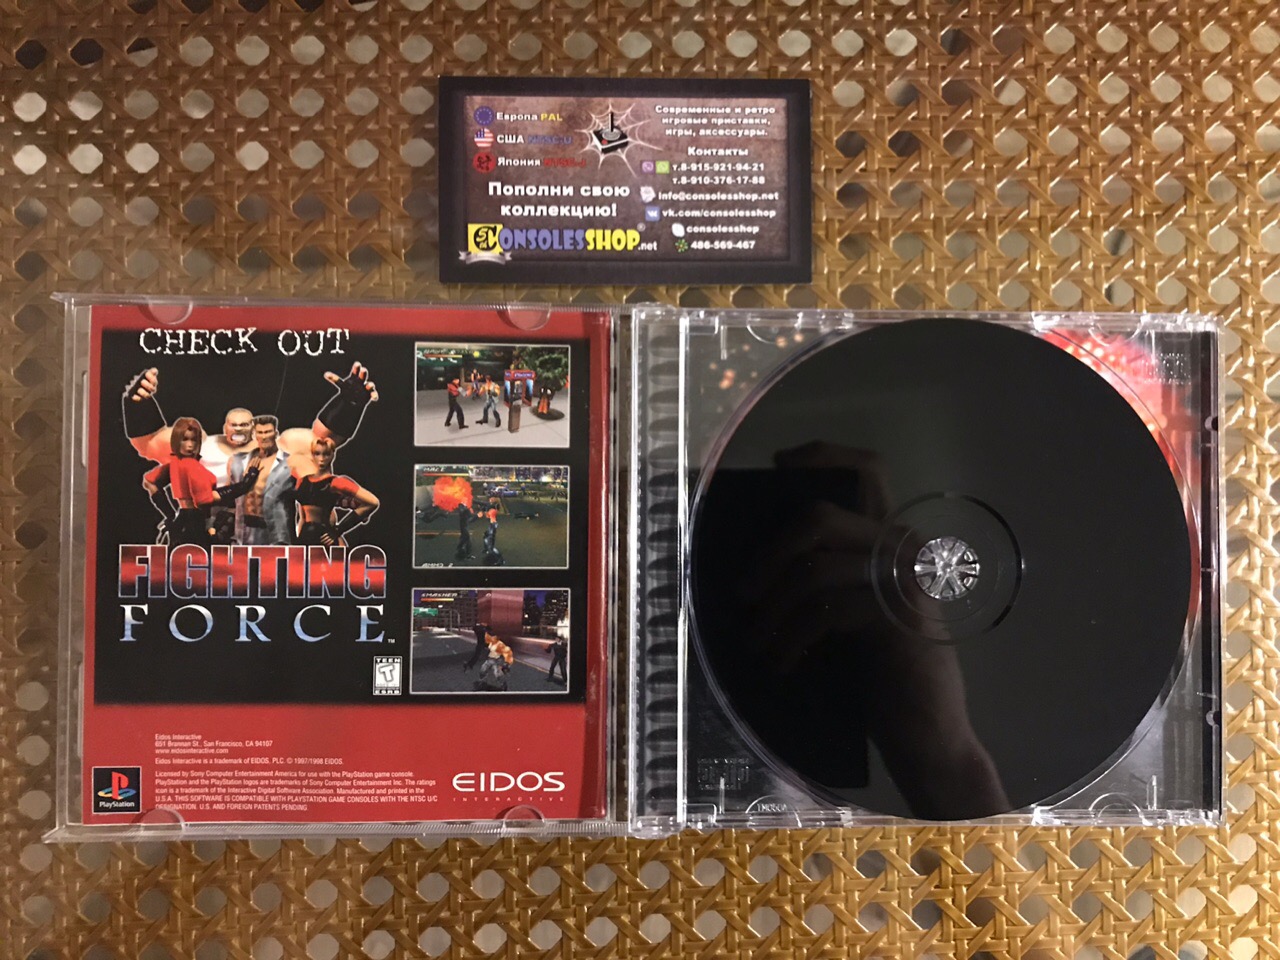 Европа PAL
США NTSC-U
Япония NTSC-J
Пополни свою
коллекцию!
CONSOLESSHOP.net
Современные и ретро
игровые приставки,
игры, аксессуары.
Контакты
т.8-915-921-94-21
т.8-910-376-17-88
info@consolesshop.net
vk.com/consolesshop
consolesshop
486-569-467
CHECK OUT
FIGHTING
FORCE™
TEEN
T
ESRB
Eidos Interactive
651 Brannan St., San Francisco, CA 94107
www.eidosinteractive.com
Eidos Interactive is a trademark of EIDOS, PLC. © 1997/1998 EIDOS.
Licensed by Sony Computer Entertainment America for use with the PlayStation game console.
PlayStation and the PlayStation logos are trademarks of Sony Computer Entertainment Inc. The ratings
icon is a trademark of the Interactive Digital Software Association. Manufactured and printed in the
U.S.A. THIS SOFTWARE IS COMPATIBLE WITH PLAYSTATION GAME CONSOLES WITH THE NTSC U/C
DESIGNATION. U.S. AND FOREIGN PATENTS PENDING
PlayStation
EIDOS
INTERACTIVE